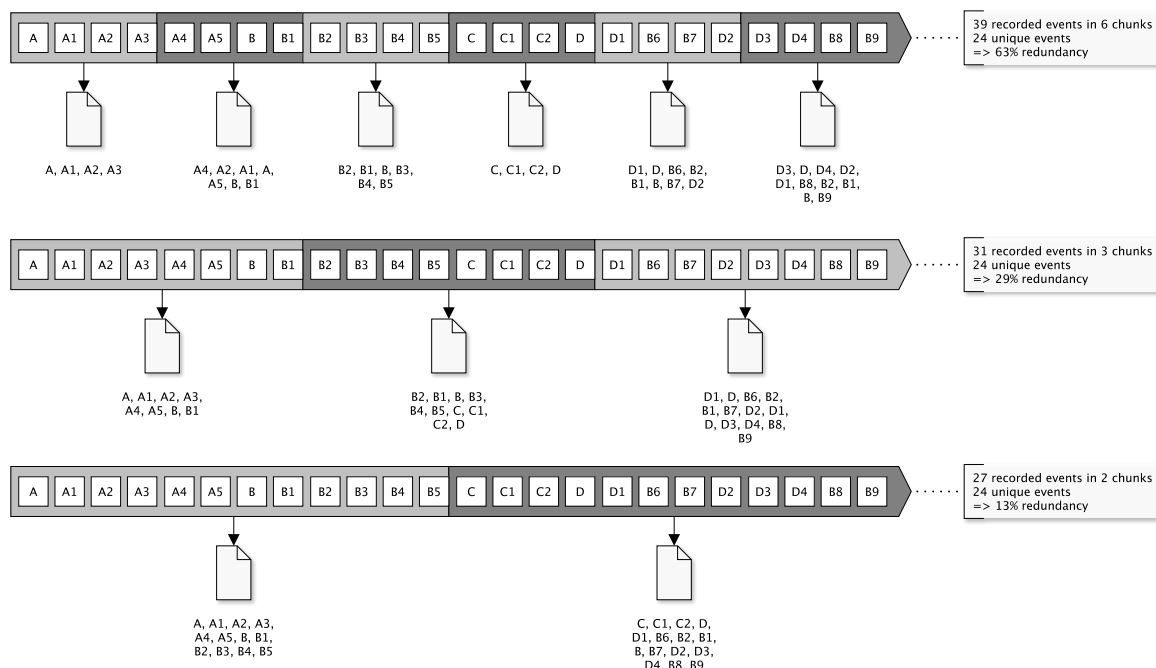 A A1 A2 A3 A4 A5 B B1 B2 B3 B4 B5 C C1 C2 D D1 B6 B7 D2 D3 D4 B8 B9
39 recorded events in 6 chunks
24 unique events
=> 63% redundancy
A, A1, A2, A3
A4, A2, A1, A,
A5, B, B1
B2, B1, B, B3,
B4, B5
C, C1, C2, D
D1, D, B6, B2,
B1, B, B7, D2
D3, D, D4, D2,
D1, B8, B2, B1,
B, B9
A A1 A2 A3 A4 A5 B B1 B2 B3 B4 B5 C C1 C2 D D1 B6 B7 D2 D3 D4 B8 B9
31 recorded events in 3 chunks
24 unique events
=> 29% redundancy
A, A1, A2, A3,
A4, A5, B, B1
B2, B1, B, B3,
B4, B5, C, C1,
C2, D
D1, D, B6, B2,
B1, B7, D2, D1,
D, D3, D4, B8,
B9
A A1 A2 A3 A4 A5 B B1 B2 B3 B4 B5 C C1 C2 D D1 B6 B7 D2 D3 D4 B8 B9
27 recorded events in 2 chunks
24 unique events
=> 13% redundancy
A, A1, A2, A3,
A4, A5, B, B1,
B2, B3, B4, B5
C, C1, C2, D,
D1, B6, B2, B1,
B, B7, D2, D3,
D4, B8, B9